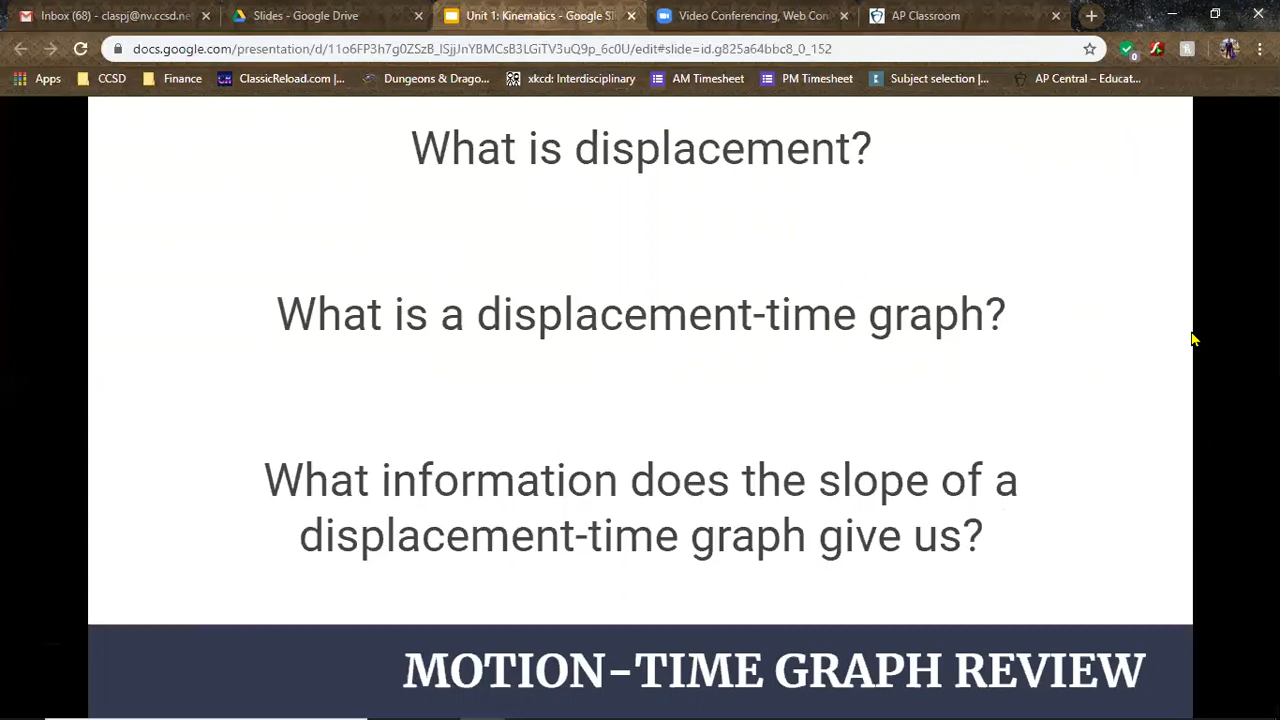 Inbox (68) - claspj@nv.ccsd.ne
Slides - Google Drive
Unit 1: Kinematics - Google Sl
Video Conferencing, Web Con
AP Classroom
docs.google.com/presentation/d/11o6FP3h7g0ZSzB_lSjjJnYBMCsB3LGiTV3uQ9p_6c0U/edit#slide=id.g825a64bbc8_0_152
Apps
CCSD
Finance
ClassicReload.com |...
Dungeons & Drago...
xkcd: Interdisciplinary
AM Timesheet
PM Timesheet
Subject selection |...
AP Central – Educat...
What is displacement?
What is a displacement-time graph?
What information does the slope of a
displacement-time graph give us?
MOTION-TIME GRAPH REVIEW